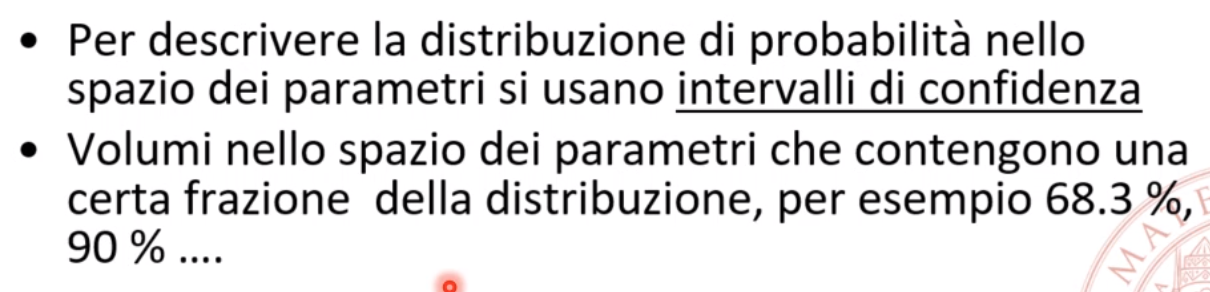 • Per descrivere la distribuzione di probabilità nello
spazio dei parametri si usano intervalli di confidenza
• Volumi nello spazio dei parametri che contengono una
certa frazione  della distribuzione, per esempio 68.3 %,
90 % ....